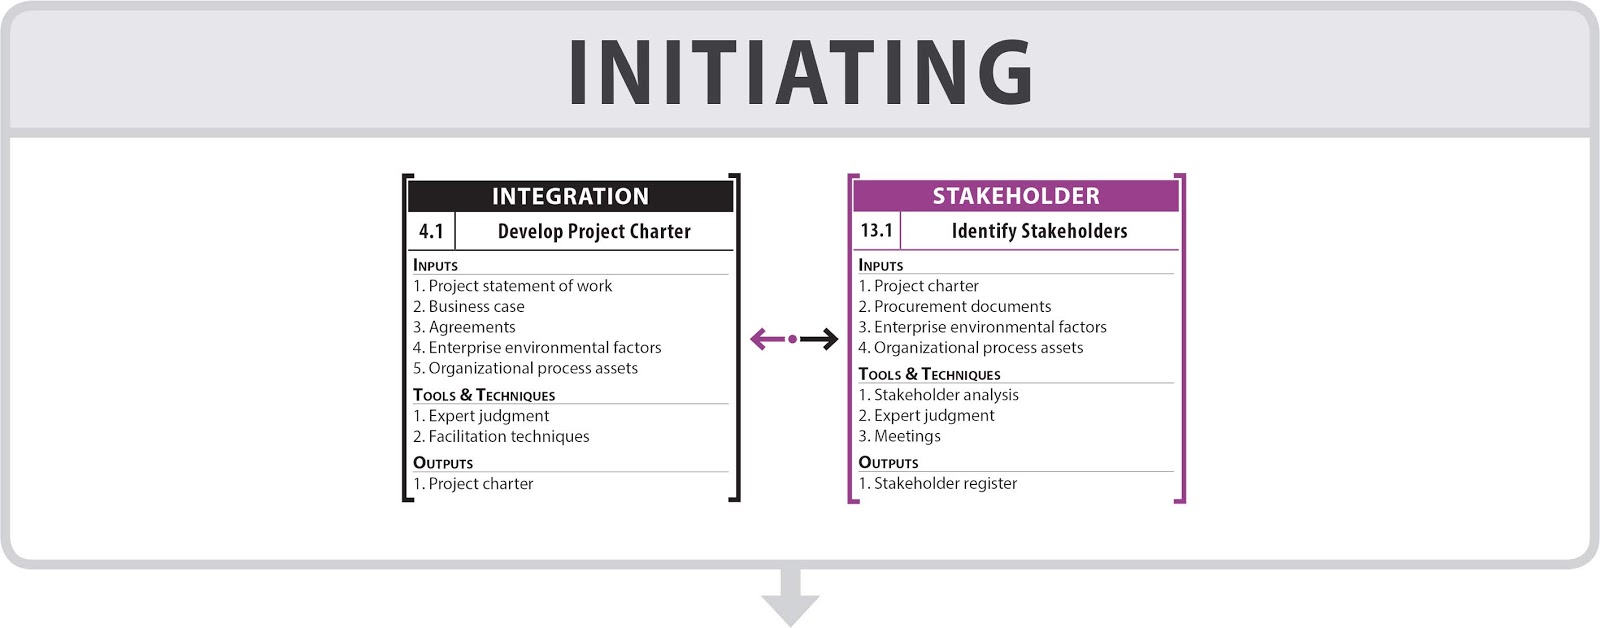 INITIATING
INTEGRATION
4.1 Develop Project Charter
INPUTS
1. Project statement of work
2. Business case
3. Agreements
4. Enterprise environmental factors
5. Organizational process assets
TOOLS & TECHNIQUES
1. Expert judgment
2. Facilitation techniques
OUTPUTS
1. Project charter
STAKEHOLDER
13.1 Identify Stakeholders
INPUTS
1. Project charter
2. Procurement documents
3. Enterprise environmental factors
4. Organizational process assets
TOOLS & TECHNIQUES
1. Stakeholder analysis
2. Expert judgment
3. Meetings
OUTPUTS
1. Stakeholder register